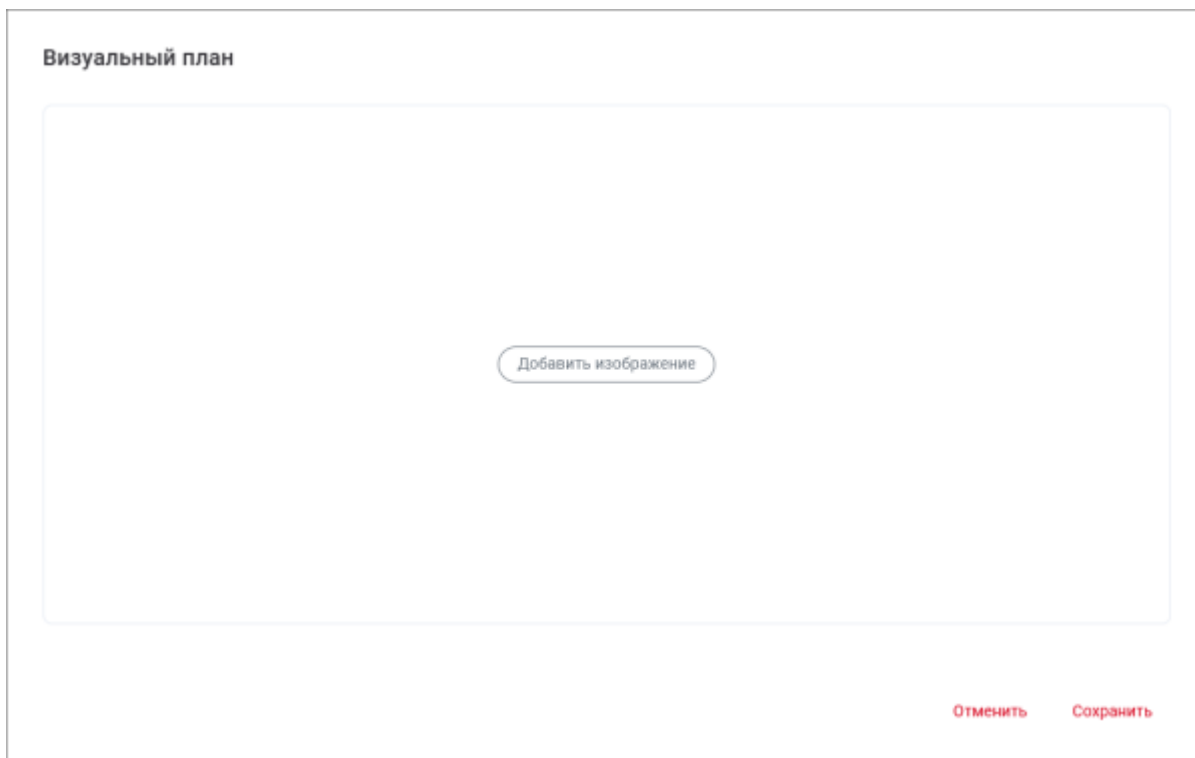 Визуальный план
Добавить изображение
Отменить Сохранить